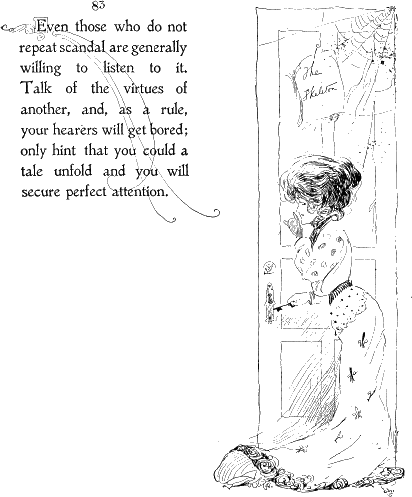 83
Even those who do not
repeat scandal are generally
willing to listen to it.
Talk of the virtues of
another, and, as a rule,
your hearers will get bored;
only hint that you could a
tale unfold and you will
secure perfect attention.
The
Skeleton